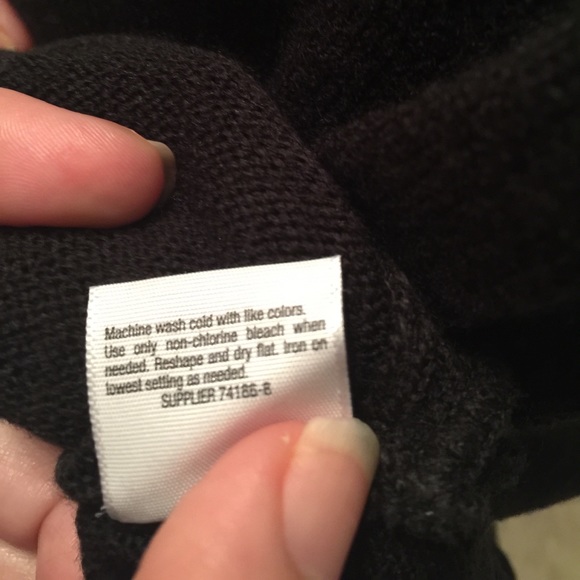 Machine wash cold with like colors.
Use only non-chlorine bleach when
needed. Reshape and dry flat. Iron on
lowest setting as needed.
SUPPLIER 74186-8